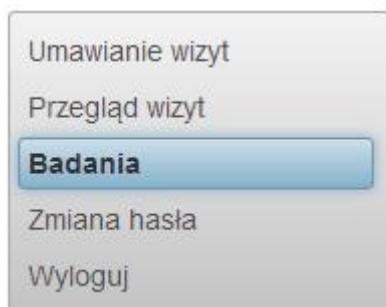 Umawianie wizyt
Przegląd wizyt
Badania
Zmiana hasła
Wyloguj